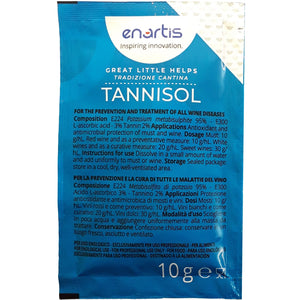 enartis
Inspiring innovation.
GREAT LITTLE HELPS
TRADIZIONE CANTINA
TANNISOL
FOR THE PREVENTION AND TREATMENT OF ALL WINE DISEASES
Composition E224 Potassium metabisulphite 95% - E300
L-ascorbic acid - 3% Tannino 2% Applications Antioxidant and
antimicrobial protection of must and wine. Dosage Must: 10
g/hL. Red wine and as a preventive measure: 10 g/hL. White
wines and as a curative measure: 20 g/hL. Sweet wines: 30 g/
hL. Instructions for use Dissolve in a small amount of water
and add uniformly to must or wine. Storage Sealed package:
store in a cool, dry, well-ventilated area.
PER LA PREVENZIONE E LA CURA DI TUTTE LE MALATTIE DEL VINO
Composizione E224 Metabisolfito di potassio 95% - E300
Acido L-ascorbico 3% - Tannino 2% Applicazioni Protezione
antiossidante e antimicrobica di mosti e vini. Dosi Mosti: 10 g/
hL. Vini rossi e come preventivo: 10 g/hL. Vini bianchi e come
curativo: 20 g/hL. Vini dolci: 30 g/hL. Modalità d'uso Sciogliere
in poca acqua e aggiungere uniformemente alla massa.
Conservazione Confezione chiusa: conservare in
luogo fresco, asciutto e ventilato.
PER USO ENOLOGICO
10g e